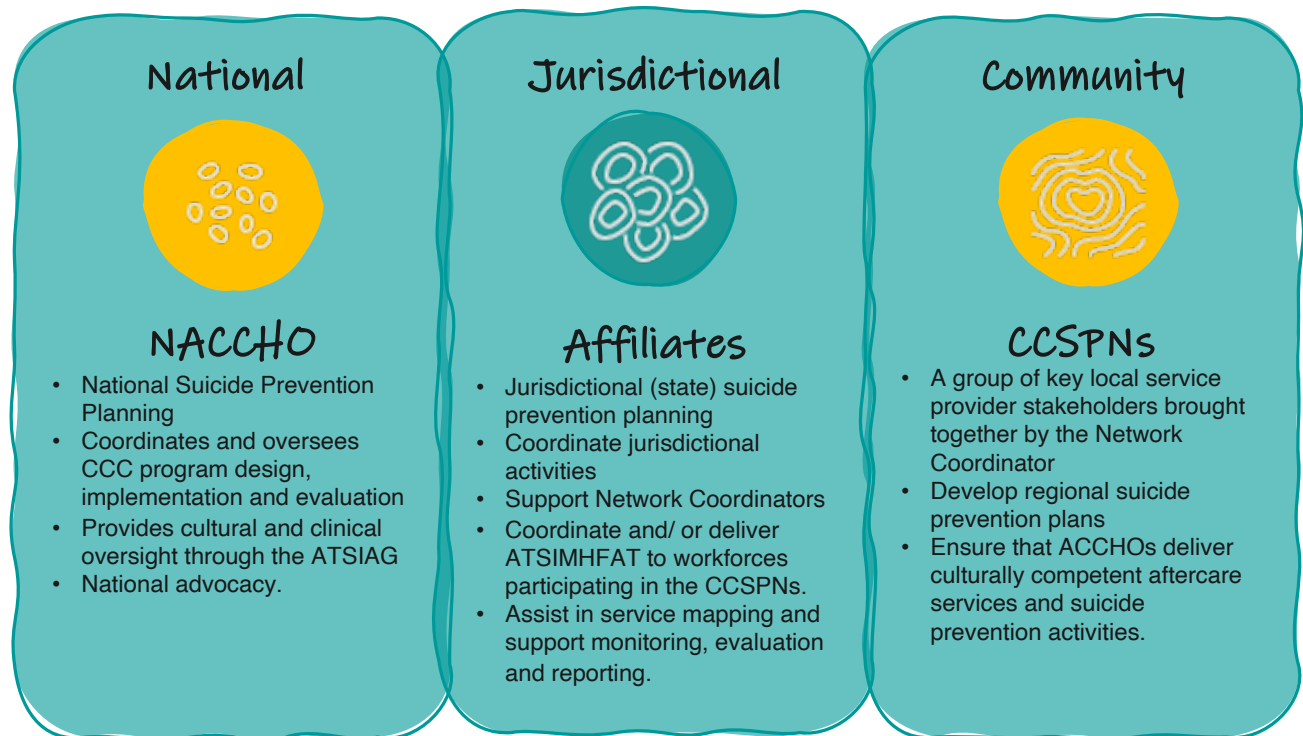 National
NACCHO
• National Suicide Prevention
Planning
• Coordinates and oversees
CCC program design,
implementation and evaluation
• Provides cultural and clinical
oversight through the ATSIAG
• National advocacy.
Jurisdictional
Affiliates
• Jurisdictional (state) suicide
prevention planning
• Coordinate jurisdictional
activities
• Support Network Coordinators
• Coordinate and/ or deliver
ATSIMHFAT to workforces
participating in the CCSPNs.
• Assist in service mapping and
support monitoring, evaluation
and reporting.
Community
CCSPNs
• A group of key local service
provider stakeholders brought
together by the Network
Coordinator
• Develop regional suicide
prevention plans
• Ensure that ACCHOs deliver
culturally competent aftercare
services and suicide
prevention activities.